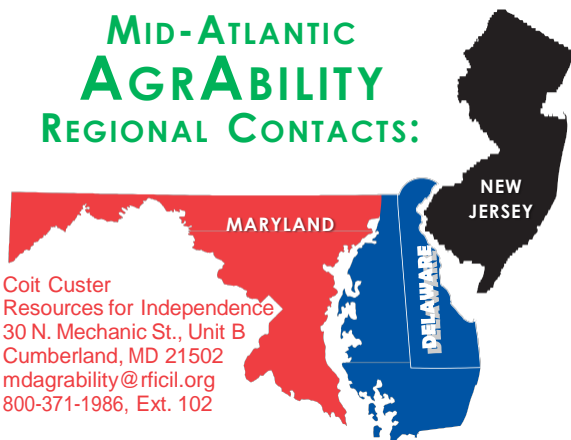 MID-ATLANTIC
AGRABILITY
REGIONAL CONTACTS:
NEW
JERSEY
MARYLAND
DELAWARE
Coit Custer
Resources for Independence
30 N. Mechanic St., Unit B
Cumberland, MD 21502
mdagrability@rficil.org
800-371-1986, Ext. 102